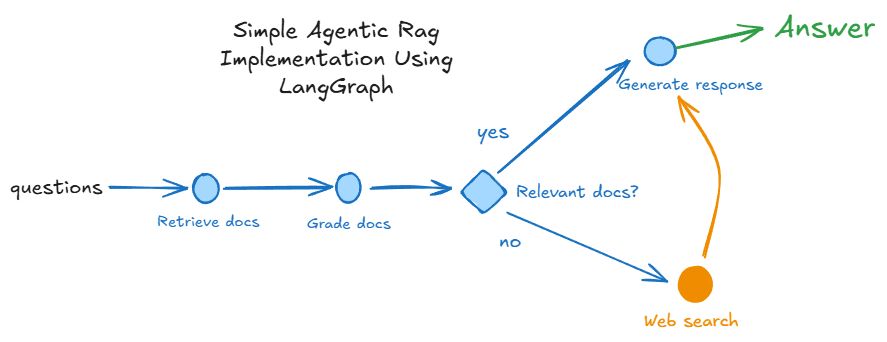 Simple Agentic Rag
Implementation Using
LangGraph
Answer
Generate response
yes
questions
Relevant docs?
Retrieve docs
Grade docs
no
Web search